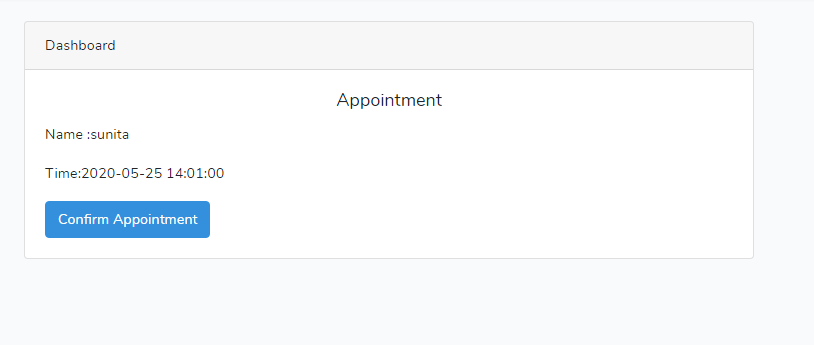 Dashboard
Appointment
Name :sunita
Time:2020-05-25 14:01:00
Confirm Appointment